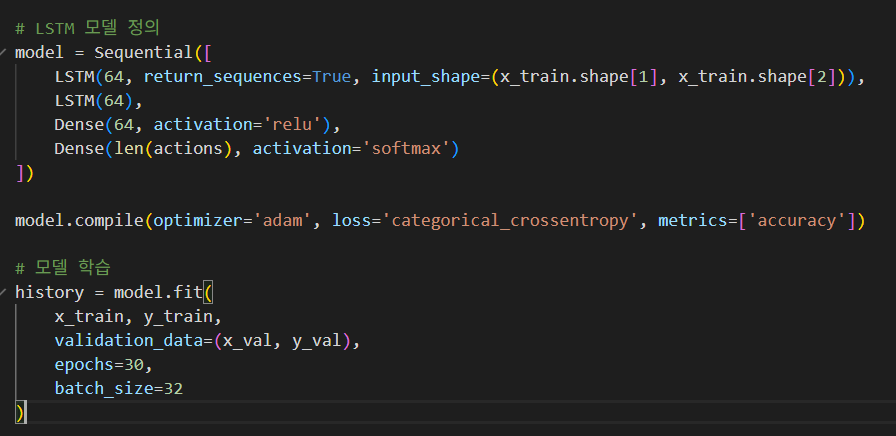 # LSTM 모델 정의
model = Sequential([
    LSTM(64, return_sequences=True, input_shape=(x_train.shape[1], x_train.shape[2])),
    LSTM(64),
    Dense(64, activation='relu'),
    Dense(len(actions), activation='softmax')
])

model.compile(optimizer='adam', loss='categorical_crossentropy', metrics=['accuracy'])

# 모델 학습
history = model.fit(
    x_train, y_train,
    validation_data=(x_val, y_val),
    epochs=30,
    batch_size=32
)